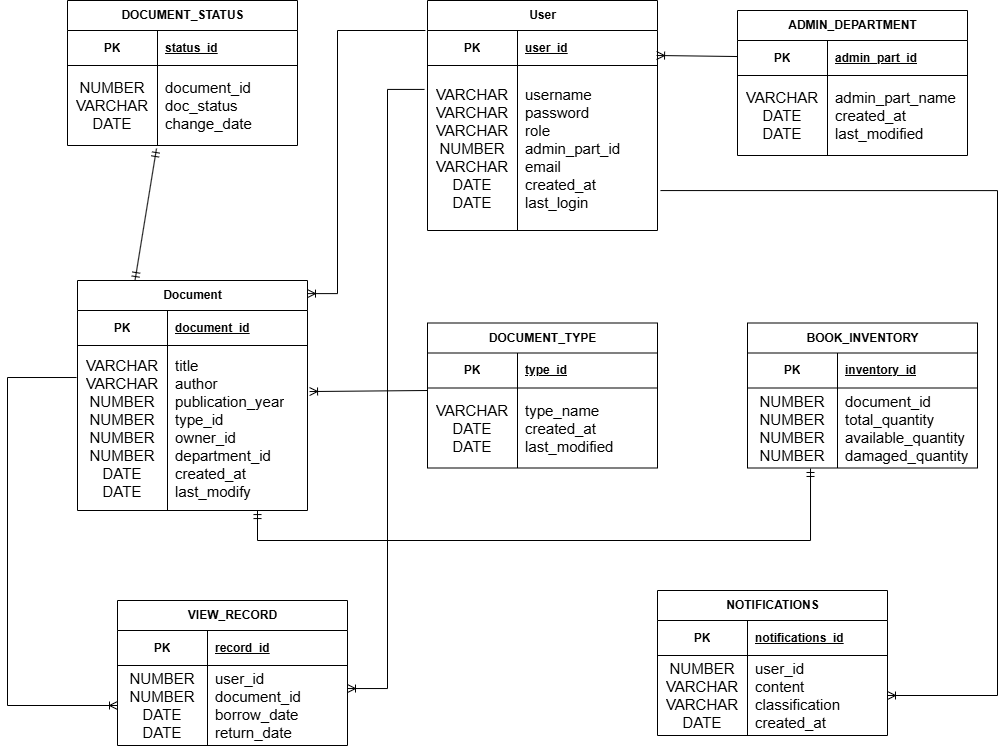 DOCUMENT_STATUS
PK status_id
NUMBER document_id
VARCHAR doc_status
DATE change_date
User
PK user_id
VARCHAR username
VARCHAR password
VARCHAR role
NUMBER admin_part_id
VARCHAR email
DATE created_at
DATE last_login
ADMIN_DEPARTMENT
PK admin_part_id
VARCHAR admin_part_name
DATE created_at
DATE last_modified
Document
PK document_id
VARCHAR title
VARCHAR author
NUMBER publication_year
NUMBER type_id
NUMBER owner_id
NUMBER department_id
DATE created_at
DATE last_modify
DOCUMENT_TYPE
PK type_id
VARCHAR type_name
DATE created_at
DATE last_modified
BOOK_INVENTORY
PK inventory_id
NUMBER document_id
NUMBER total_quantity
NUMBER available_quantity
NUMBER damaged_quantity
VIEW_RECORD
PK record_id
NUMBER user_id
NUMBER document_id
DATE borrow_date
DATE return_date
NOTIFICATIONS
PK notifications_id
NUMBER user_id
VARCHAR content
VARCHAR classification
DATE created_at